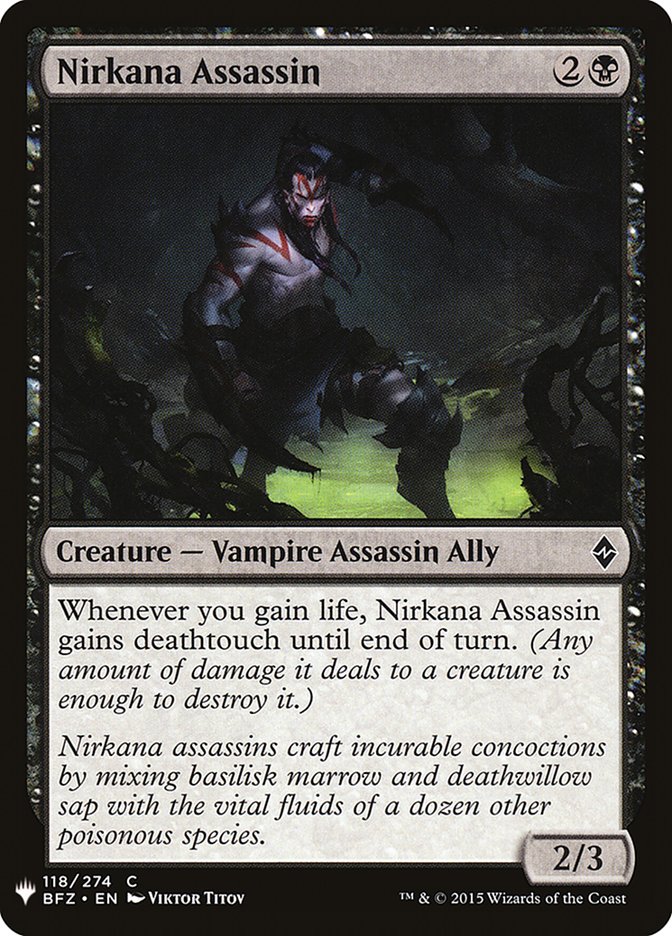 Nirkana Assassin 2
Creature — Vampire Assassin Ally
Whenever you gain life, Nirkana Assassin
gains deathtouch until end of turn. (Any
amount of damage it deals to a creature is
enough to destroy it.)
Nirkana assassins craft incurable concoctions
by mixing basilisk marrow and deathwillow
sap with the vital fluids of a dozen other
poisonous species.
2/3
118/274 C
BFZ • EN Viktor Titov
™ & © 2015 Wizards of the Coast